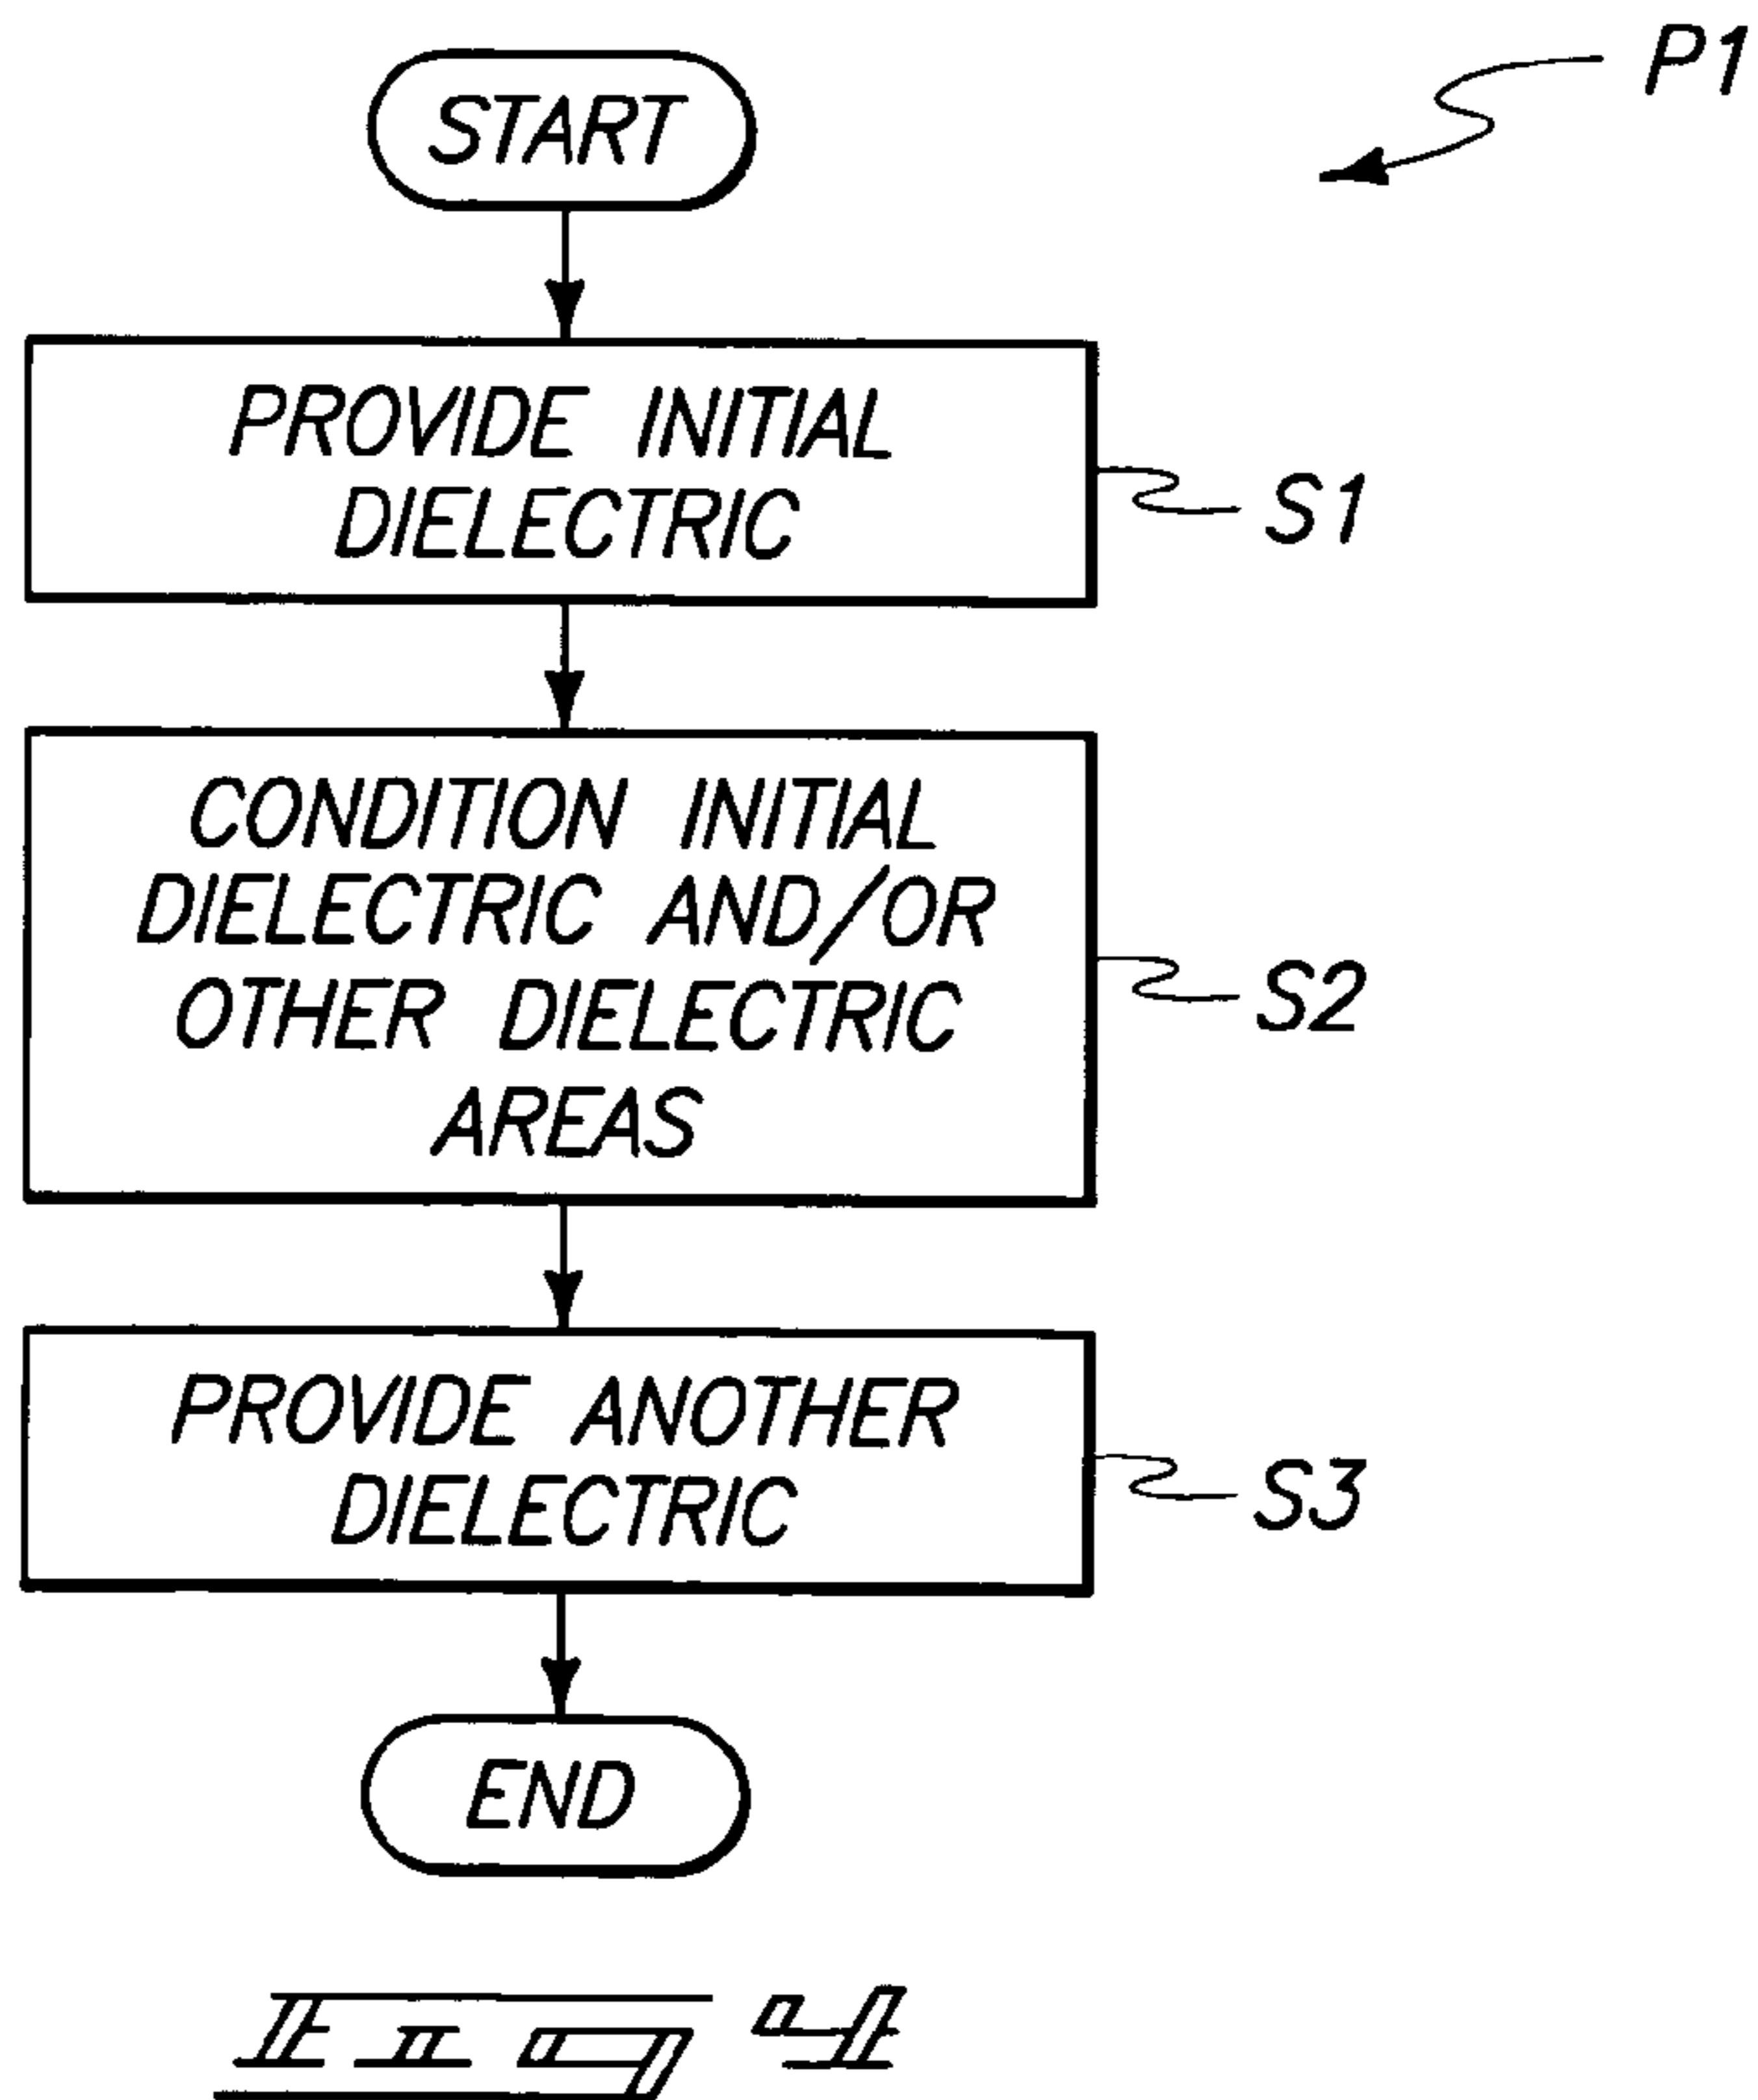 P1
START
PROVIDE INITIAL
DIELECTRIC
S1
CONDITION INITIAL
DIELECTRIC AND/OR
OTHER DIELECTRIC
AREAS
S2
PROVIDE ANOTHER
DIELECTRIC
S3
END
Fig 4